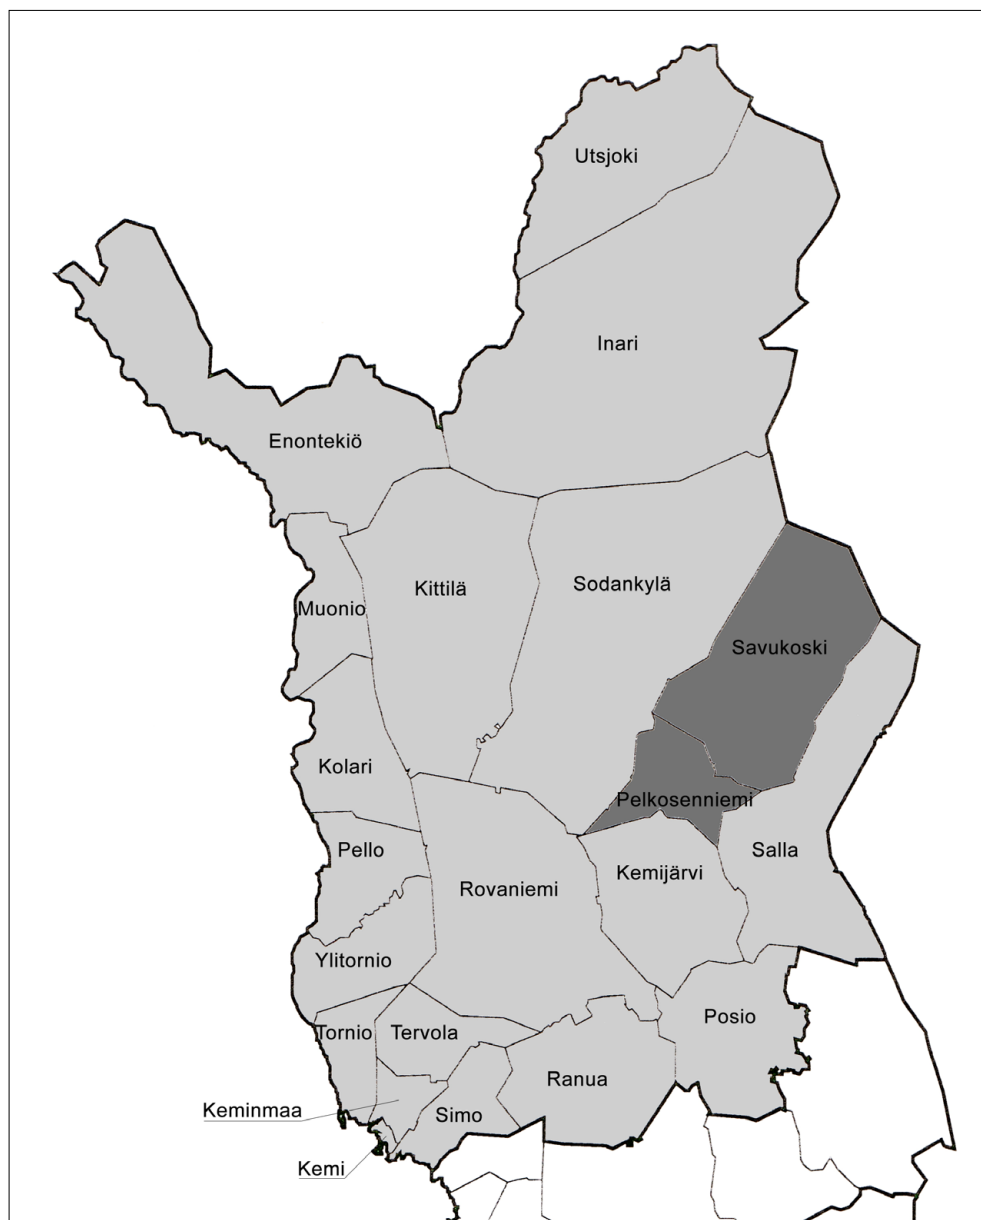 Utsjoki
Inari
Enontekiö
Sodankylä
Kittilä
Muonio
Savukoski
Kolari
Pelkosenniemi
Pello
Salla
Kemijärvi
Rovaniemi
Ylitornio
Posio
Tornio
Tervola
Ranua
Keminmaa
Simo
Kemi